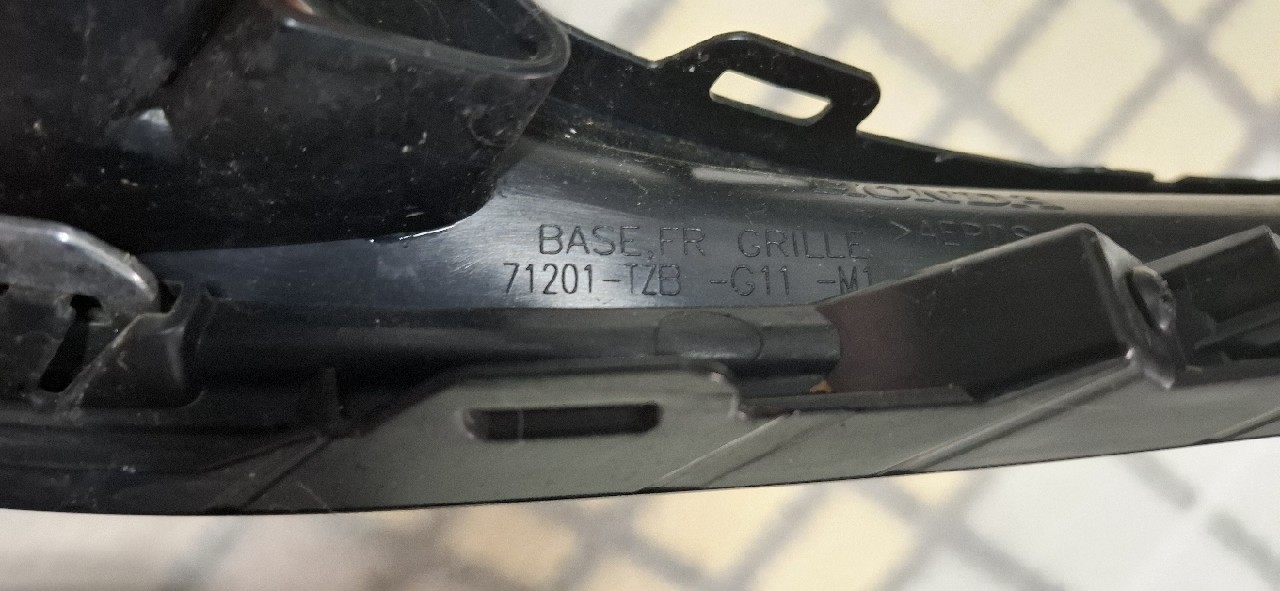 HONDA
BASE,FR GRILLE
71201-TZB -G11 -M1